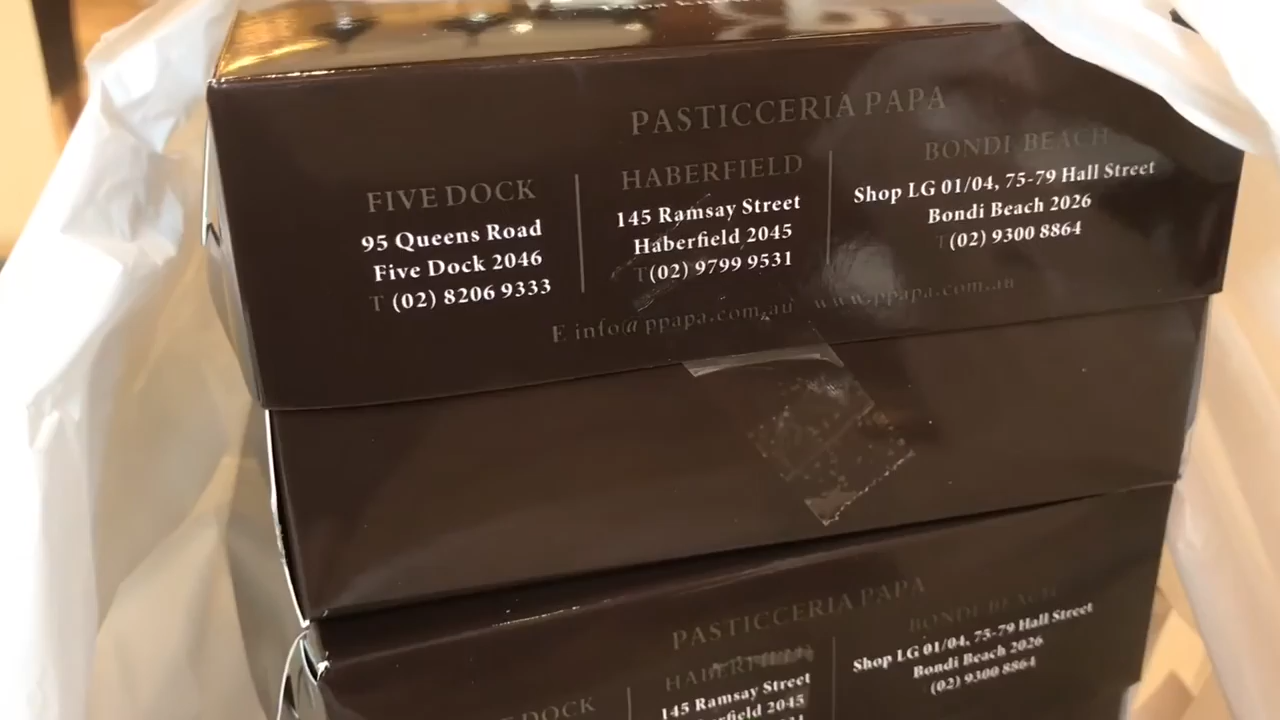 PASTICCERIA PAPA
FIVE DOCK
95 Queens Road
Five Dock 2046
T (02) 8206 9333
HABERFIELD
145 Ramsay Street
Haberfield 2045
T (02) 9799 9531
BONDI BEACH
Shop LG 01/04, 75-79 Hall Street
Bondi Beach 2026
T (02) 9300 8864
E info@ppapa.com.au www.ppapa.com.au
PASTICCERIA PAPA
DOCK
HABERFIELD
145 Ramsay Street
erfield 2045
BONDI BEACH
Shop LG 01/04, 75-79 Hall Street
Bondi Beach 2026
(02) 9300 8864